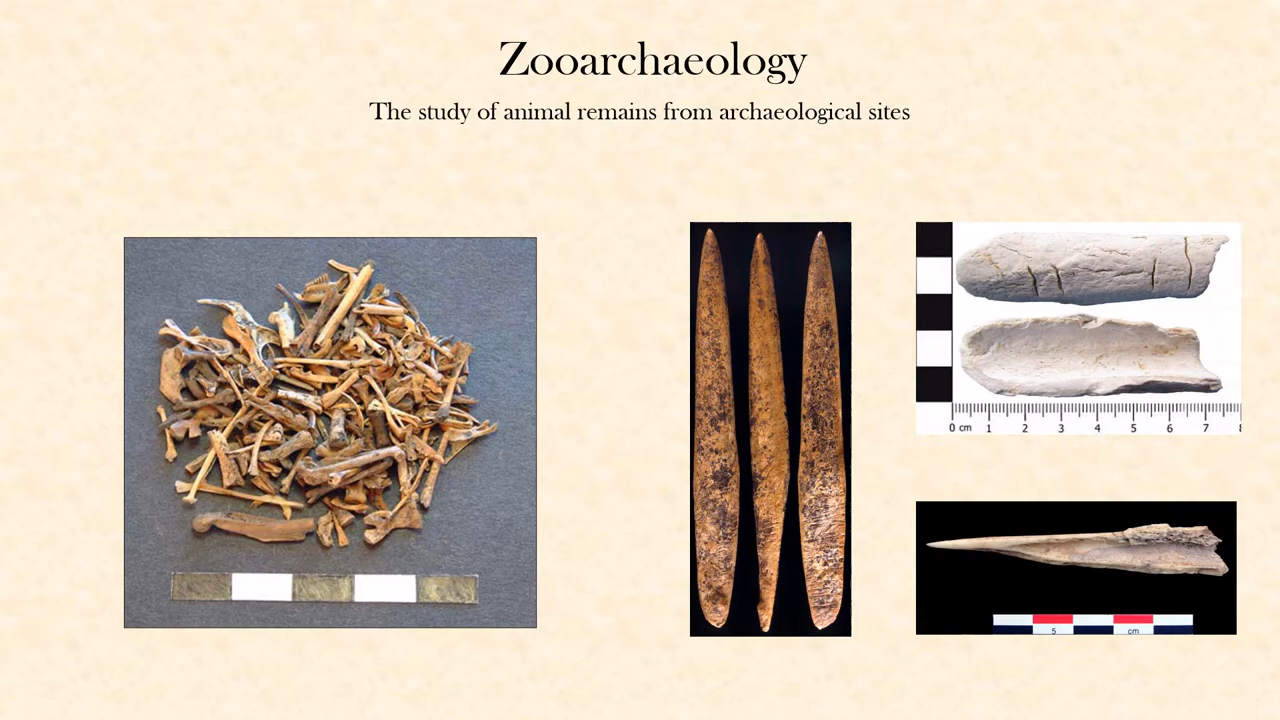 Zooarchaeology
The study of animal remains from archaeological sites
0 cm 1 2 3 4 5 6 7 8
5 cm